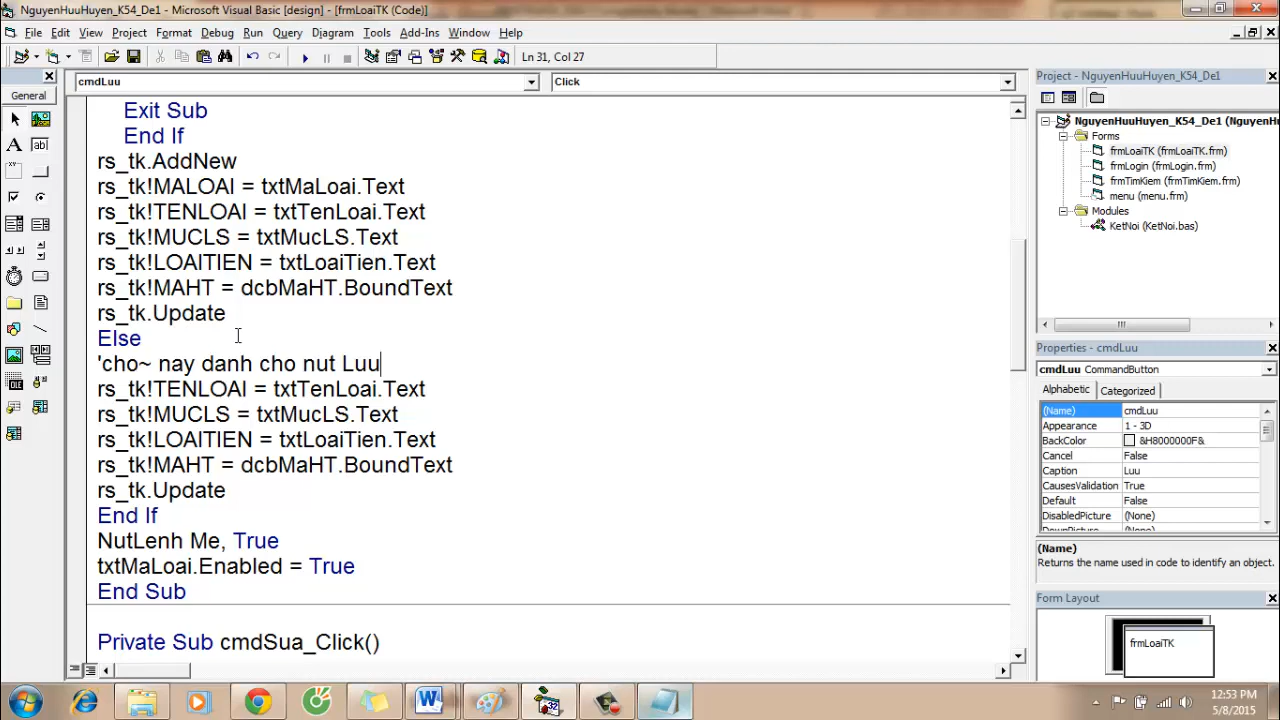 NguyenHuuHuyen_K54_De1 - Microsoft Visual Basic [design] - [frmLoaiTK (Code)]
File Edit View Project Format Debug Run Query Diagram Tools Add-Ins Window Help
Ln 31, Col 27
General
cmdLuu Click
Exit Sub
End If
rs_tk.AddNew
rs_tk!MALOAI = txtMaLoai.Text
rs_tk!TENLOAI = txtTenLoai.Text
rs_tk!MUCLS = txtMucLS.Text
rs_tk!LOAITIEN = txtLoaiTien.Text
rs_tk!MAHT = dcbMaHT.BoundText
rs_tk.Update
Else
'cho~ nay danh cho nut Luu
rs_tk!TENLOAI = txtTenLoai.Text
rs_tk!MUCLS = txtMucLS.Text
rs_tk!LOAITIEN = txtLoaiTien.Text
rs_tk!MAHT = dcbMaHT.BoundText
rs_tk.Update
End If
NutLenh Me, True
txtMaLoai.Enabled = True
End Sub
Private Sub cmdSua_Click()
Project - NguyenHuuHuyen_K54_De1
NguyenHuuHuyen_K54_De1 (NguyenHu
Forms
frmLoaiTK (frmLoaiTK.frm)
frmLogin (frmLogin.frm)
frmTimKiem (frmTimKiem.frm)
menu (menu.frm)
Modules
KetNoi (KetNoi.bas)
Properties - cmdLuu
cmdLuu CommandButton
Alphabetic Categorized
(Name) cmdLuu
Appearance 1 - 3D
BackColor &H8000000F&
Cancel False
Caption Luu
CausesValidation True
Default False
DisabledPicture (None)
DownPicture (None)
(Name)
Returns the name used in code to identify an object.
Form Layout
frmLoaiTK
12:53 PM
5/8/2015